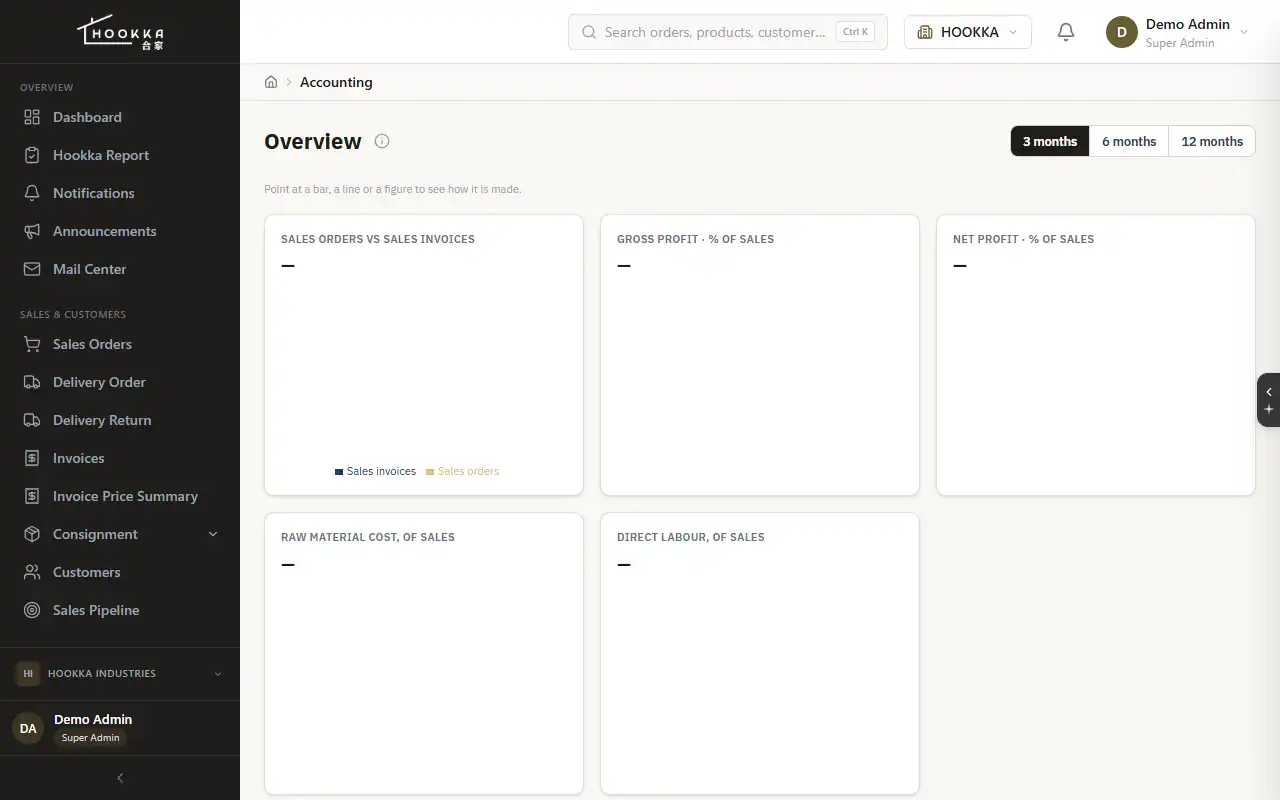 HOOKKA
合家
Search orders, products, customer... Ctrl K
HOOKKA
D
Demo Admin
Super Admin
OVERVIEW
Dashboard
Hookka Report
Notifications
Announcements
Mail Center
SALES & CUSTOMERS
Sales Orders
Delivery Order
Delivery Return
Invoices
Invoice Price Summary
Consignment
Customers
Sales Pipeline
HI HOOKKA INDUSTRIES
DA
Demo Admin
Super Admin
Accounting
Overview
3 months 6 months 12 months
Point at a bar, a line or a figure to see how it is made.
SALES ORDERS VS SALES INVOICES
—
Sales invoices Sales orders
GROSS PROFIT · % OF SALES
—
NET PROFIT · % OF SALES
—
RAW MATERIAL COST, OF SALES
—
DIRECT LABOUR, OF SALES
—